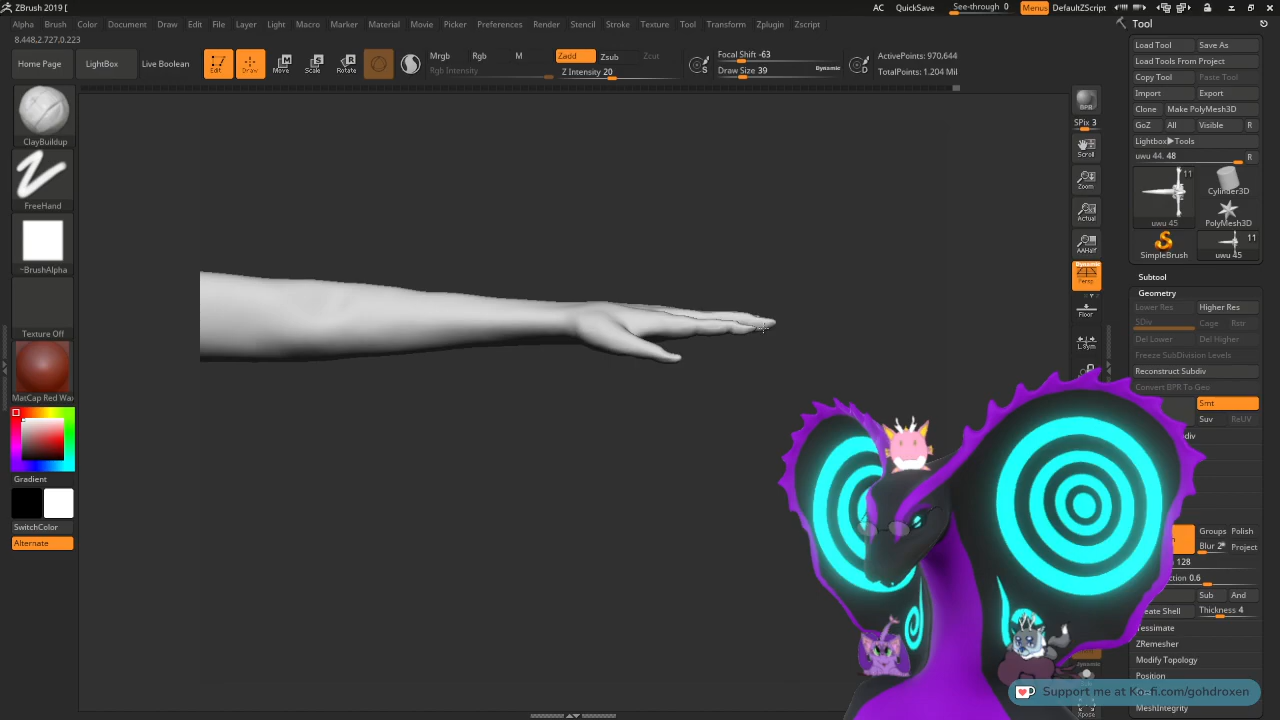 ZBrush 2019 [
AC QuickSave See-through 0 Menus DefaultZScript
Alpha Brush Color Document Draw Edit File Layer Light Macro Marker Material Movie Picker Preferences Render Stencil Stroke Texture Tool Transform Zplugin Zscript
8.448,2.727,0.223
Home Page LightBox Live Boolean
Edit Draw Move Scale Rotate
Mrgb Rgb M
Rgb Intensity
Zadd Zsub Zcut
Z Intensity 20
Focal Shift -63
Draw Size 39 Dynamic
ActivePoints: 970.644
TotalPoints: 1.204 Mil
ClayBuildup
FreeHand
~BrushAlpha
Texture Off
MatCap Red Wax
Gradient
SwitchColor
Alternate
BPR
SPix 3
Scroll
Zoom
Actual
AAHalf
Dynamic
Persp
Floor
L.Sym
Dynamic
Xpose
Tool
Load Tool Save As
Load Tools From Project
Copy Tool Paste Tool
Import Export
Clone Make PolyMesh3D
GoZ All Visible R
Lightbox▶Tools
uwu 44. 48 R
11
Cylinder3D
uwu 45 PolyMesh3D
11
SimpleBrush uwu 45
Subtool
Geometry
Lower Res Higher Res
SDiv Cage Rstr
Del Lower Del Higher
Freeze SubDivision Levels
Reconstruct Subdiv
Convert BPR To Geo
Smt
Suv ReUV
div
Groups Polish
Blur 2 Project
128
ction 0.6
Sub And
reate Shell Thickness 4
essimate
ZRemesher
Modify Topology
Position
MeshIntegrity
Support me at Ko-fi.com/gohdroxen